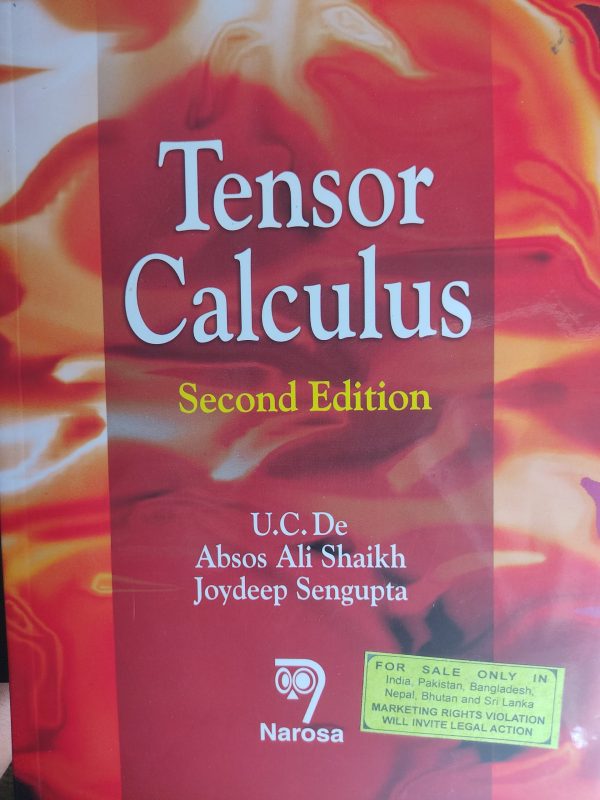 Tensor
Calculus
Second Edition
U.C. De
Absos Ali Shaikh
Joydeep Sengupta
Narosa
FOR SALE ONLY IN
India, Pakistan, Bangladesh,
Nepal, Bhutan and Sri Lanka
MARKETING RIGHTS VIOLATION
WILL INVITE LEGAL ACTION